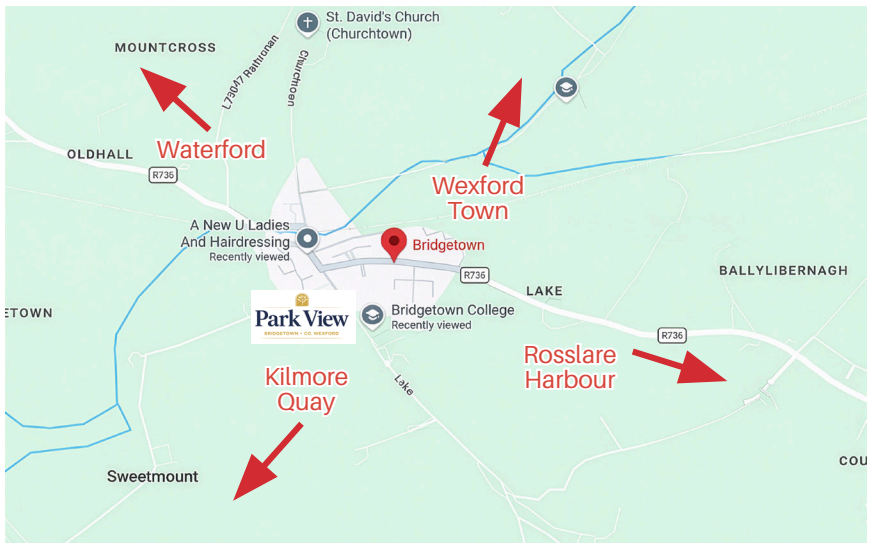 St. David's Church
(Churchtown)
MOUNTCROSS
L73047 Rathronan
Churchtown
Waterford
OLDHALL
R736
Wexford
Town
A New U Ladies
And Hairdressing
Recently viewed
Bridgetown
R736
BALLYLIBERNAGH
LAKE
ETOWN
Park View
BRIDGETOWN • CO WEXFORD
Bridgetown College
Recently viewed
R736
Rosslare
Harbour
Kilmore
Quay
Lake
COU
Sweetmount